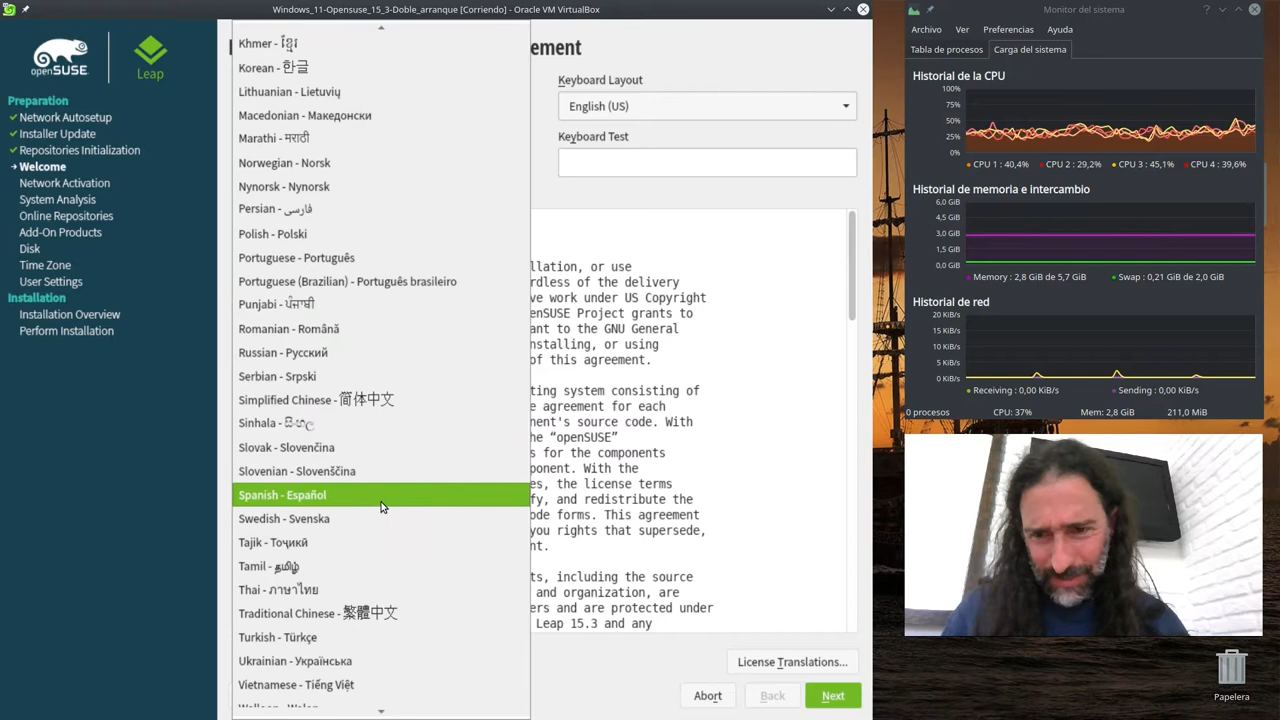 Windows_11-Opensuse_15_3-Doble_arranque [Corriendo] - Oracle VM VirtualBox
openSUSE
Leap
Preparation
Network Autosetup
Installer Update
Repositories Initialization
Welcome
Network Activation
System Analysis
Online Repositories
Add-On Products
Disk
Time Zone
User Settings
Installation
Installation Overview
Perform Installation
Khmer - ខ្មែរ
Korean - 한글
Lithuanian - Lietuvių
Macedonian - Македонски
Marathi - मराठी
Norwegian - Norsk
Nynorsk - Nynorsk
Persian - فارسی
Polish - Polski
Portuguese - Português
Portuguese (Brazilian) - Português brasileiro
Punjabi - ਪੰਜਾਬੀ
Romanian - Română
Russian - Русский
Serbian - Srpski
Simplified Chinese - 简体中文
Sinhala - සිංහල
Slovak - Slovenčina
Slovenian - Slovenščina
Spanish - Español
Swedish - Svenska
Tajik - Тоҷикӣ
Tamil - தமிழ்
Thai - ภาษาไทย
Traditional Chinese - 繁體中文
Turkish - Türkçe
Ukrainian - Українська
Vietnamese - Tiếng Việt
ement
Keyboard Layout
English (US)
Keyboard Test
llation, or use
rdless of the delivery
ve work under US Copyright
penSUSE Project grants to
ant to the GNU General
nstalling, or using
of this agreement.
ting system consisting of
e agreement for each
nent's source code. With
the “openSUSE”
s for the components
ponent. With the
es, the license terms
fy, and redistribute the
ode forms. This agreement
you rights that supersede,
nt.
ts, including the source
and organization, are
rs and are protected under
Leap 15.3 and any
License Translations...
Abort
Back
Next
Monitor del sistema
Archivo Ver Preferencias Ayuda
Tabla de procesos Carga del sistema
Historial de la CPU
100%
75%
50%
25%
0%
CPU 1 : 40,4% CPU 2 : 29,2% CPU 3 : 45,1% CPU 4 : 39,6%
Historial de memoria e intercambio
6,0 GiB
4,5 GiB
3,0 GiB
1,5 GiB
0,0 GiB
Memory : 2,8 GiB de 5,7 GiB Swap : 0,21 GiB de 2,0 GiB
Historial de red
20 KiB/s
15 KiB/s
10 KiB/s
5 KiB/s
0 KiB/s
Receiving : 0,00 KiB/s Sending : 0,00 KiB/s
0 procesos CPU: 37% Mem: 2,8 GiB 211,0 MiB
Papelera